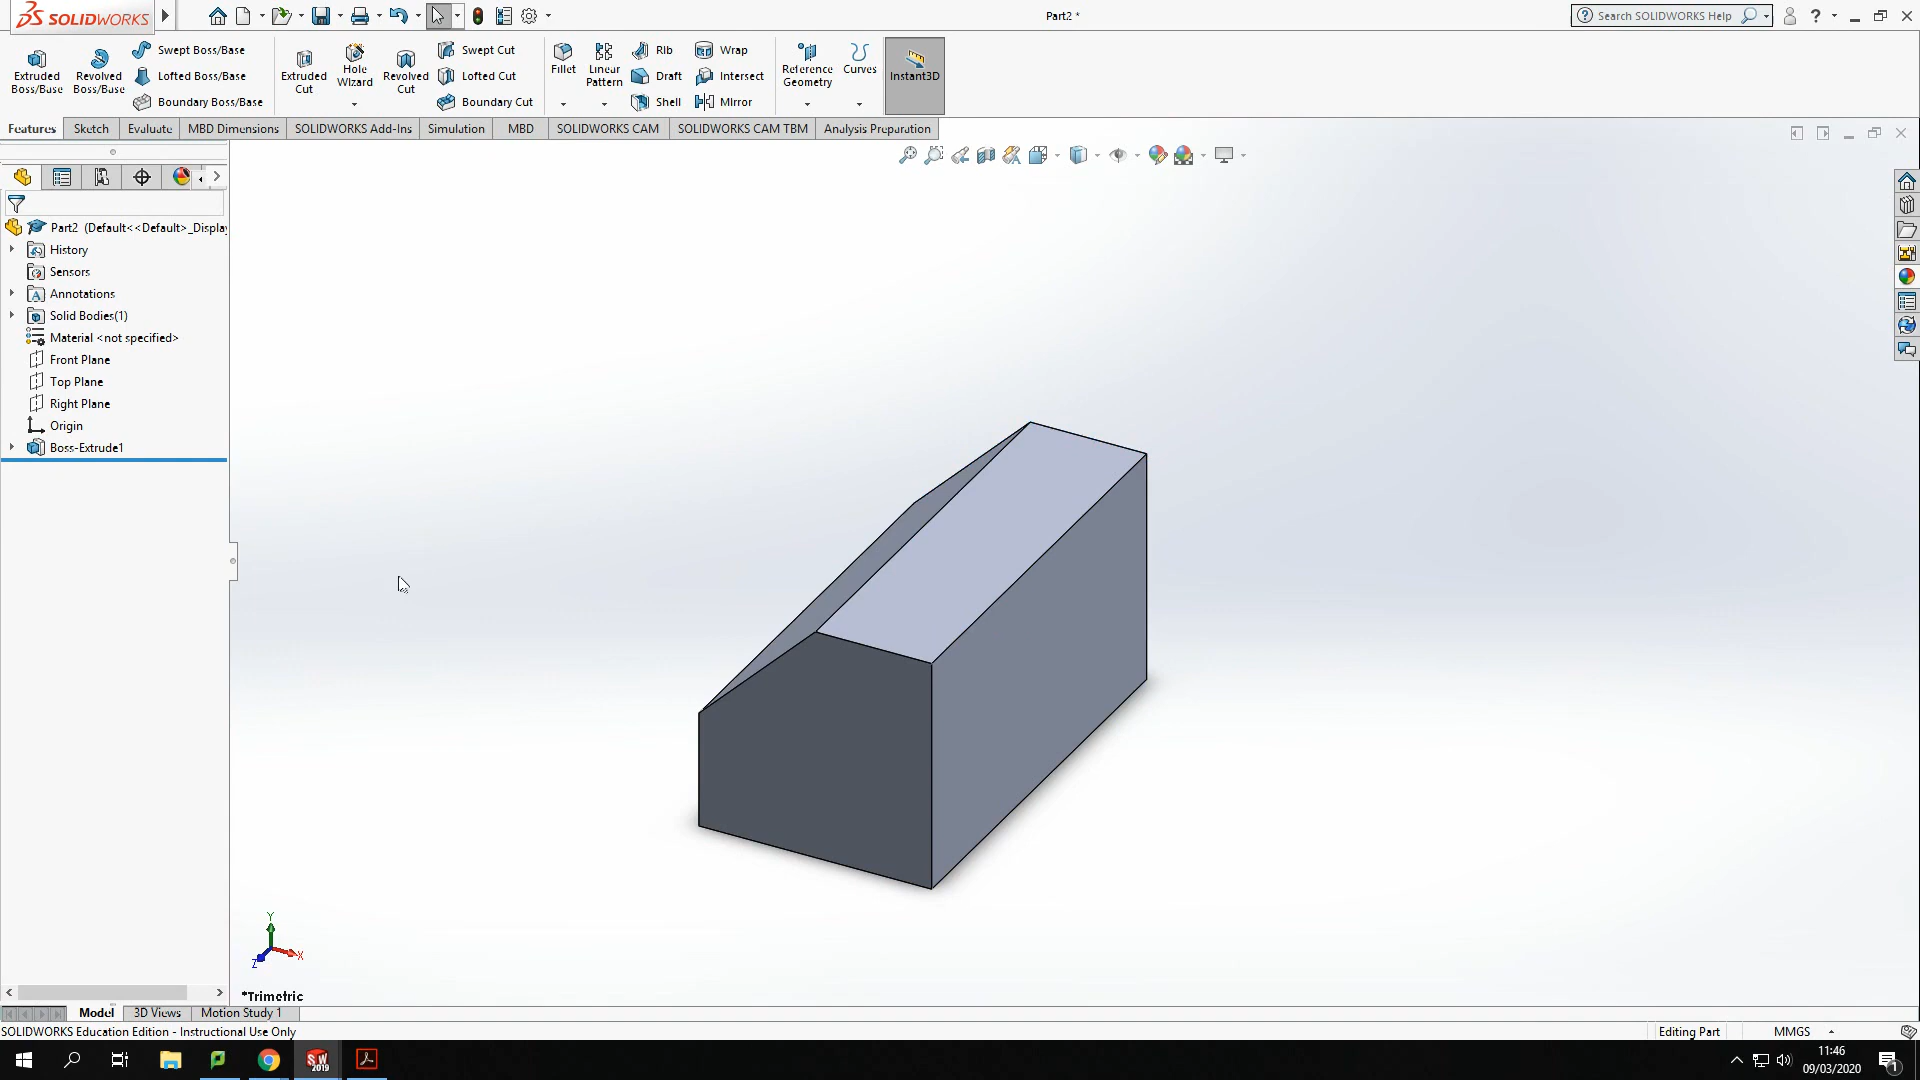 SOLIDWORKS
Part2 *
Search SOLIDWORKS Help
Extruded Boss/Base
Revolved Boss/Base
Swept Boss/Base
Lofted Boss/Base
Boundary Boss/Base
Extruded Cut
Hole Wizard
Revolved Cut
Swept Cut
Lofted Cut
Boundary Cut
Fillet
Linear Pattern
Rib
Draft
Shell
Wrap
Intersect
Mirror
Reference Geometry
Curves
Instant3D
Features
Sketch
Evaluate
MBD Dimensions
SOLIDWORKS Add-Ins
Simulation
MBD
SOLIDWORKS CAM
SOLIDWORKS CAM TBM
Analysis Preparation
Part2 (Default<<Default>_Displa
History
Sensors
Annotations
Solid Bodies(1)
Material <not specified>
Front Plane
Top Plane
Right Plane
Origin
Boss-Extrude1
Y
X
Z
*Trimetric
Model
3D Views
Motion Study 1
SOLIDWORKS Education Edition - Instructional Use Only
Editing Part
MMGS
SW
2019
11:46
09/03/2020
1